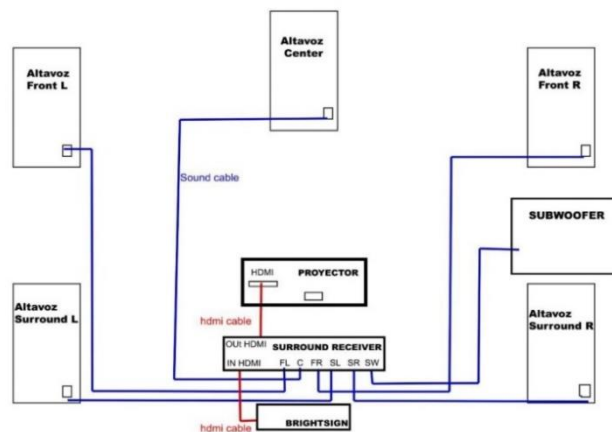 Altavoz
Center
Altavoz
Front L
Altavoz
Front R
Sound cable
SUBWOOFER
HDMI
PROYECTOR
Altavoz
Surround L
Altavoz
Surround R
hdmi cable
OUt HDMI
SURROUND RECEIVER
IN HDMI FL C FR SL SR SW
hdmi cable
BRIGHTSIGN